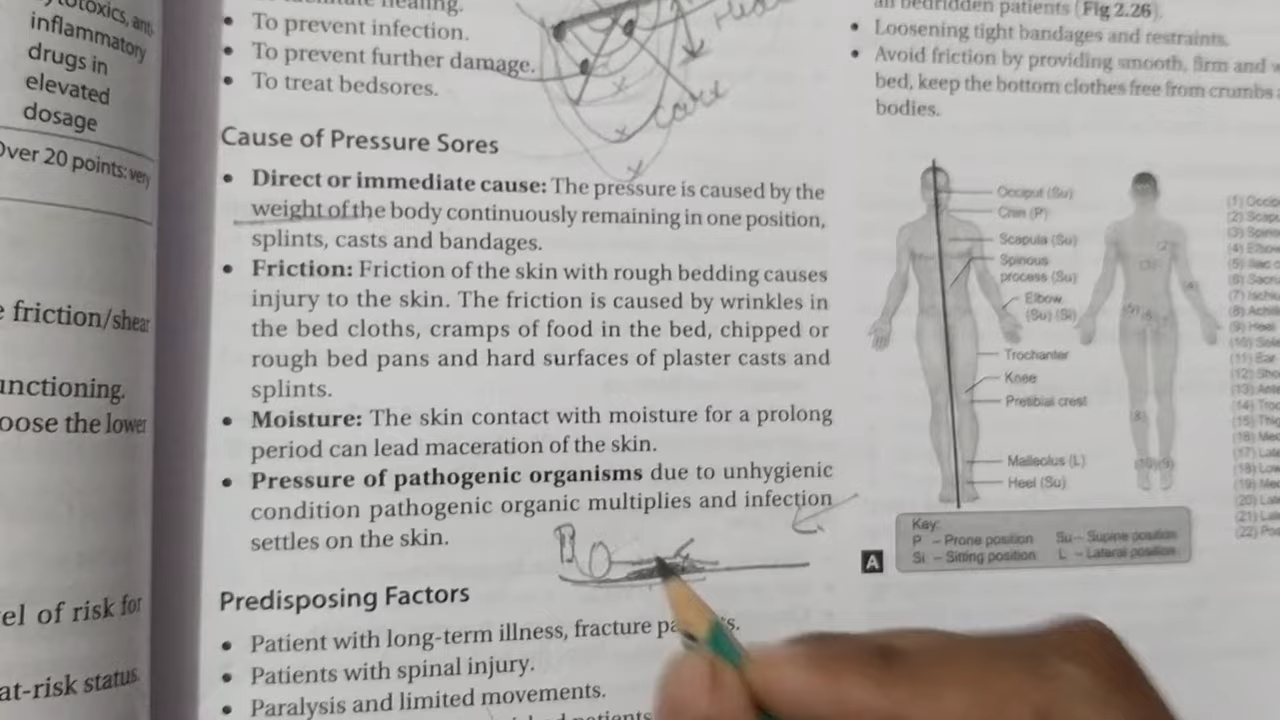 inflammatory
drugs in
elevated
dosage
Over 20 points: very
friction/shear
unctioning.
oose the lower
el of risk for
at-risk status
healing.
To prevent infection.
To prevent further damage.
To treat bedsores.
care
Cause of Pressure Sores
Direct or immediate cause: The pressure is caused by the
weight of the body continuously remaining in one position,
splints, casts and bandages.
Friction: Friction of the skin with rough bedding causes
injury to the skin. The friction is caused by wrinkles in
the bed cloths, cramps of food in the bed, chipped or
rough bed pans and hard surfaces of plaster casts and
splints.
Moisture: The skin contact with moisture for a prolong
period can lead maceration of the skin.
Pressure of pathogenic organisms due to unhygienic
condition pathogenic organic multiplies and infection
settles on the skin.
Predisposing Factors
Patient with long-term illness, fracture
Patients with spinal injury.
Paralysis and limited movements.
all bedridden patients (Fig 2.26).
Loosening tight bandages and restraints.
Avoid friction by providing smooth, firm and
bed, keep the bottom clothes free from crumbs
bodies.
Occiput (Su)
Chin (P)
Scapula (Su)
Spinous
process (Su)
Elbow
(Su) (Si)
Trochanter
Knee
Pretibial crest
Malleolus (L)
Heel (Su)
Key:
P – Prone position Su – Supine position
Si – Sitting position L – Lateral position
A